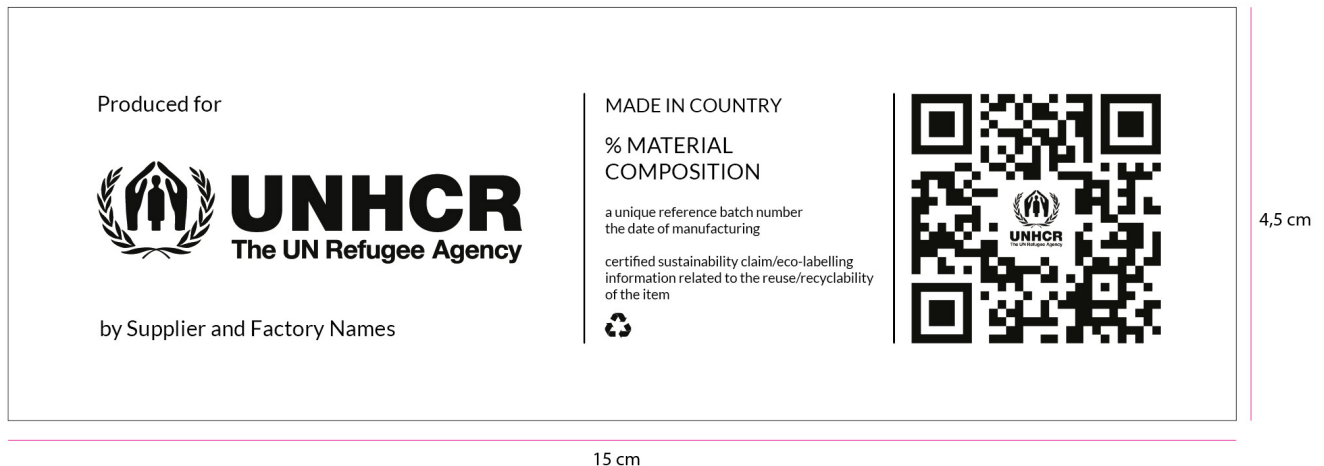 Produced for
UNHCR
The UN Refugee Agency
by Supplier and Factory Names
MADE IN COUNTRY
% MATERIAL
COMPOSITION
a unique reference batch number
the date of manufacturing
certified sustainability claim/eco-labelling
information related to the reuse/recyclability
of the item
UNHCR
The UN Refugee Agency
4,5 cm
15 cm